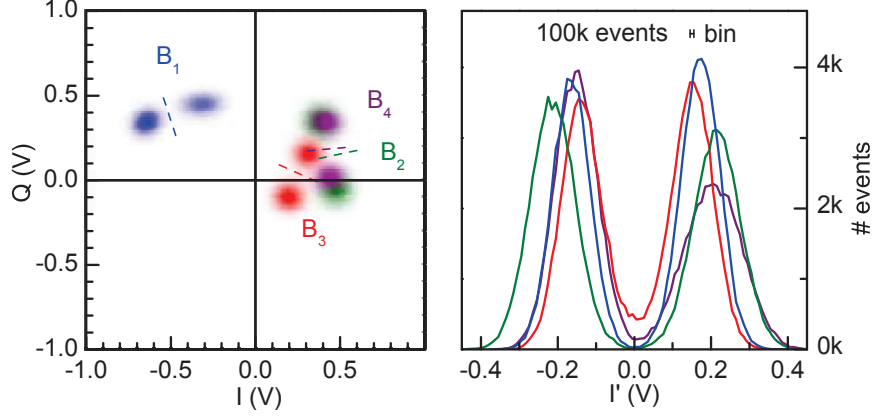 1.0
0.5
0.0
-0.5
-1.0
Q (V)
-1.0
-0.5
0.0
0.5
I (V)
B1
B4
B2
B3
100k events
bin
4k
2k
0k
# events
-0.4
-0.2
0.0
0.2
0.4
I' (V)